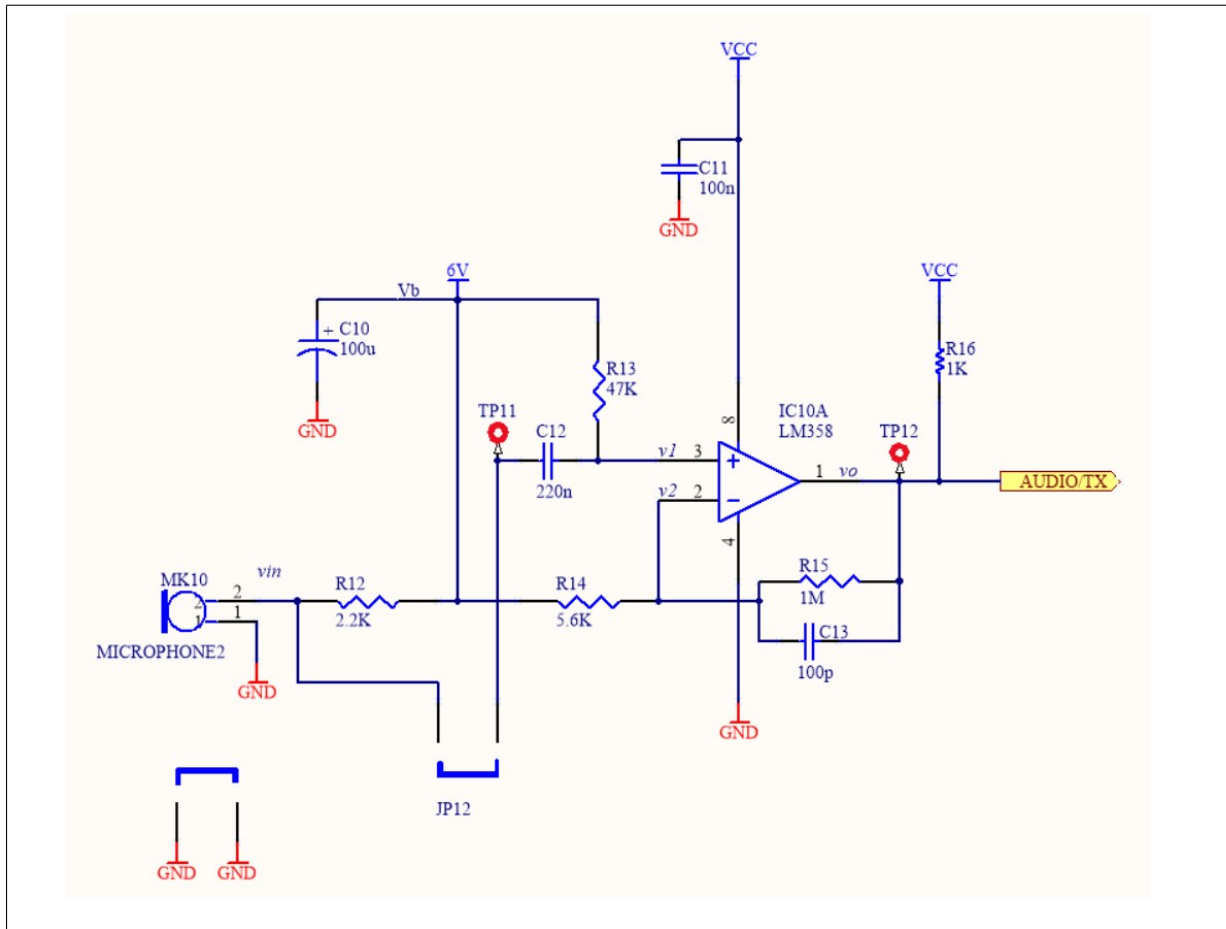 VCC
C11
100n
GND
6V
Vb
VCC
+
C10
100u
GND
R13
47K
R16
1K
TP11
C12
220n
8
IC10A
LM358
TP12
v1
3
+
v2
2
−
1
vo
AUDIO/TX
4
MK10
vin
2
2
1
1
MICROPHONE2
GND
R12
2.2K
R14
5.6K
R15
1M
C13
100p
GND
JP12
GND
GND